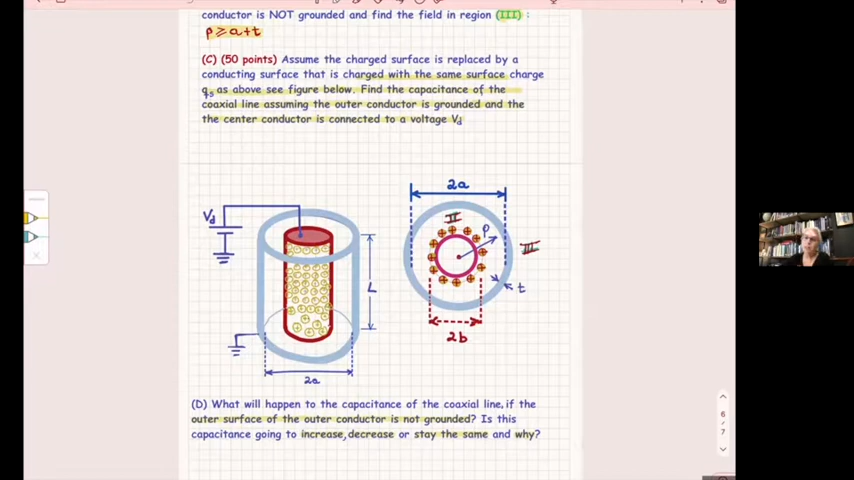 conductor is NOT grounded and find the field in region (III) :
ρ ≥ a+t
(C) (50 points) Assume the charged surface is replaced by a
conducting surface that is charged with the same surface charge
qs as above see figure below. Find the capacitance of the
coaxial line assuming the outer conductor is grounded and the
the center conductor is connected to a voltage Vd
2a
Vd
II
ρ
III
L
t
2b
2a
(D) What will happen to the capacitance of the coaxial line, if the
outer surface of the outer conductor is not grounded? Is this
capacitance going to increase, decrease or stay the same and why?
6
/
7